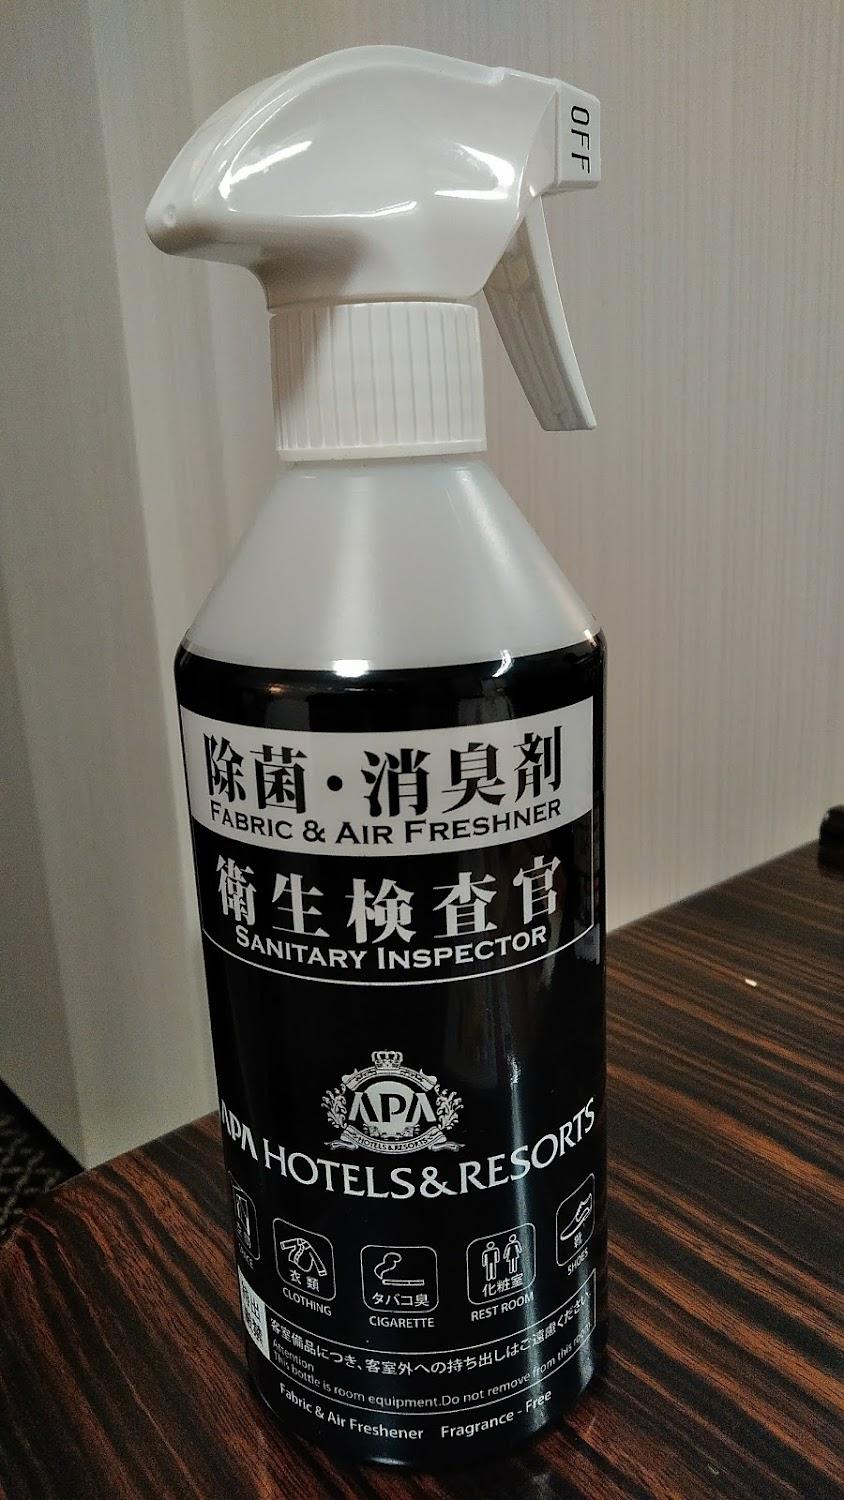 OFF
除菌・消臭剤
FABRIC & AIR FRESHNER
衛生検査官
SANITARY INSPECTOR
APA
HOTELS & RESORTS
APA HOTELS&RESORTS
衣類
CLOTHING
タバコ臭
CIGARETTE
化粧室
REST ROOM
靴
SHOES
客室備品につき、客室外への持ち出しはご遠慮ください。
Attention
This bottle is room equipment.Do not remove from this room.
Fabric & Air Freshener Fragrance - Free